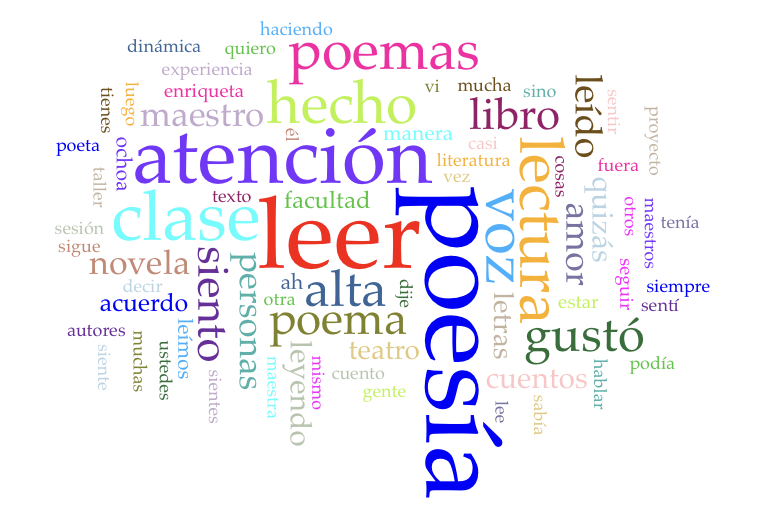 haciendo
dinámica
quiero
poemas
experiencia
vi
mucha
sino
tienes
luego
enriqueta
hecho
leído
sentir
maestro
libro
proyecto
él
manera
poeta
ochoa
atención
casi
literatura
lectura
cosas
fuera
taller
vez
texto
facultad
clase
leer
poesía
voz
amor
quizás
otros
maestros
tenía
sesión
sigue
novela
siento
personas
ah
alta
dije
seguir
siempre
decir
otra
letras
estar
sentí
acuerdo
poema
gustó
autores
muchas
ustedes
leímos
leyendo
teatro
podía
siente
sientes
maestra
mismo
cuento
gente
cuentos
hablar
lee
sabía